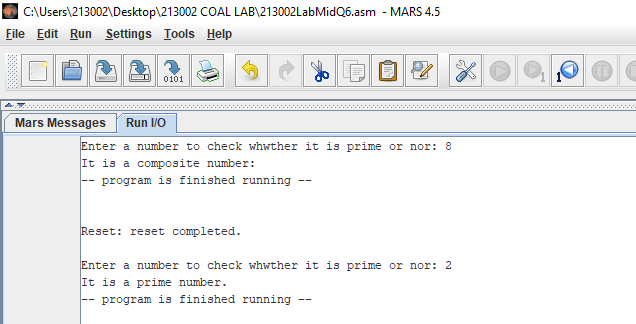 C:\Users\213002\Desktop\213002 COAL LAB\213002LabMidQ6.asm - MARS 4.5
File Edit Run Settings Tools Help
0101 1 1
Mars Messages Run I/O
Enter a number to check whwther it is prime or nor: 8
It is a composite number:
-- program is finished running --
Reset: reset completed.
Enter a number to check whwther it is prime or nor: 2
It is a prime number.
-- program is finished running --